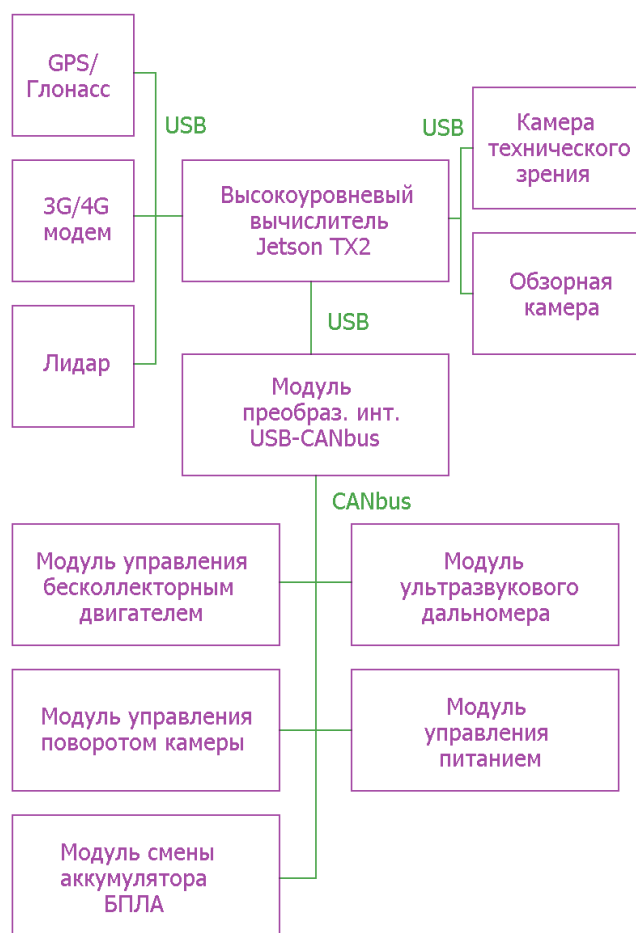 GPS/
Глонасс
USB
3G/4G
модем
Лидар
Высокоуровневый
вычислитель
Jetson TX2
USB
Камера
технического
зрения
Обзорная
камера
USB
Модуль
преобраз. инт.
USB-CANbus
CANbus
Модуль управления
бесколлекторным
двигателем
Модуль
ультразвукового
дальномера
Модуль управления
поворотом камеры
Модуль
управления
питанием
Модуль смены
аккумулятора
БПЛА